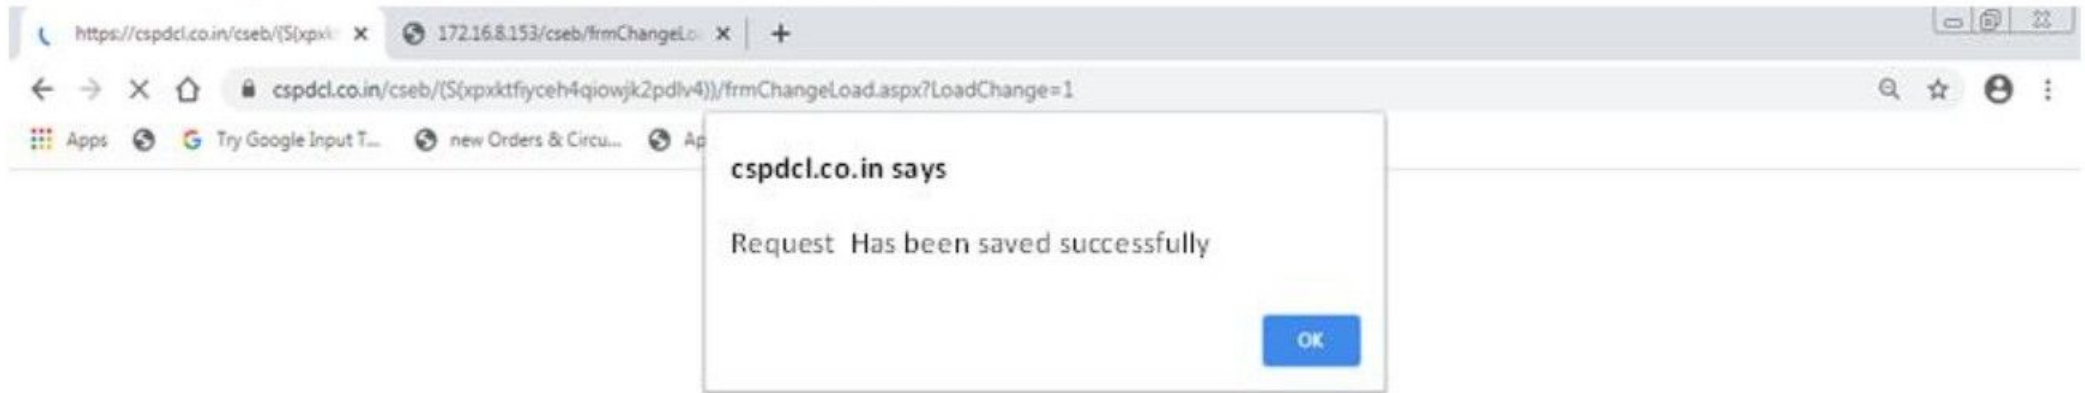 https://cspdcl.co.in/cseb/(S(xpxk
172.16.8.153/cseb/frmChangeLo
cspdcl.co.in/cseb/(S(xpxktfiyceh4qiowjk2pdlv4))/frmChangeLoad.aspx?LoadChange=1
Apps Try Google Input T... new Orders & Circu... Ap
cspdcl.co.in says
Request Has been saved successfully
OK